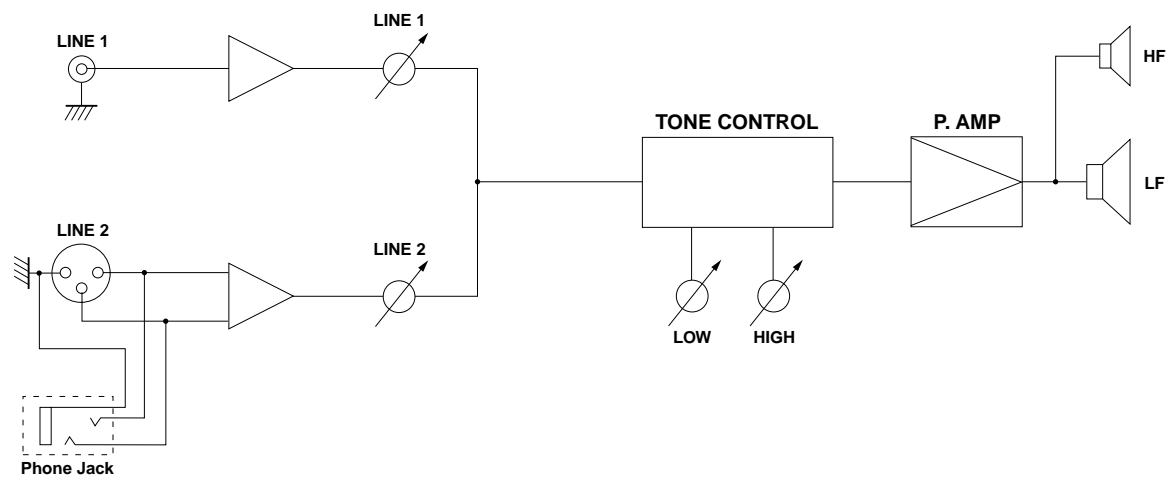 LINE 1
LINE 1
HF
TONE CONTROL
P. AMP
LF
LINE 2
LINE 2
LOW
HIGH
Phone Jack